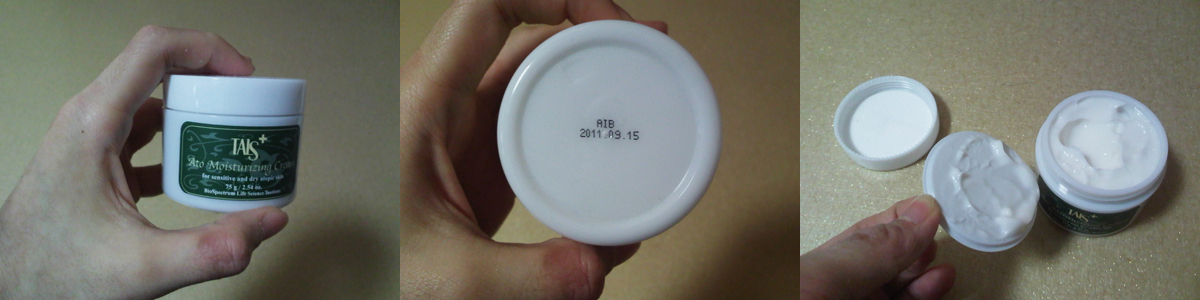 TAIS+
Ato Moisturizing Cream
for sensitive and dry atopic skin
75 g / 2.54 oz.
BioSpectrum Life Science Institute
AIB
2011.09.15
TAIS+